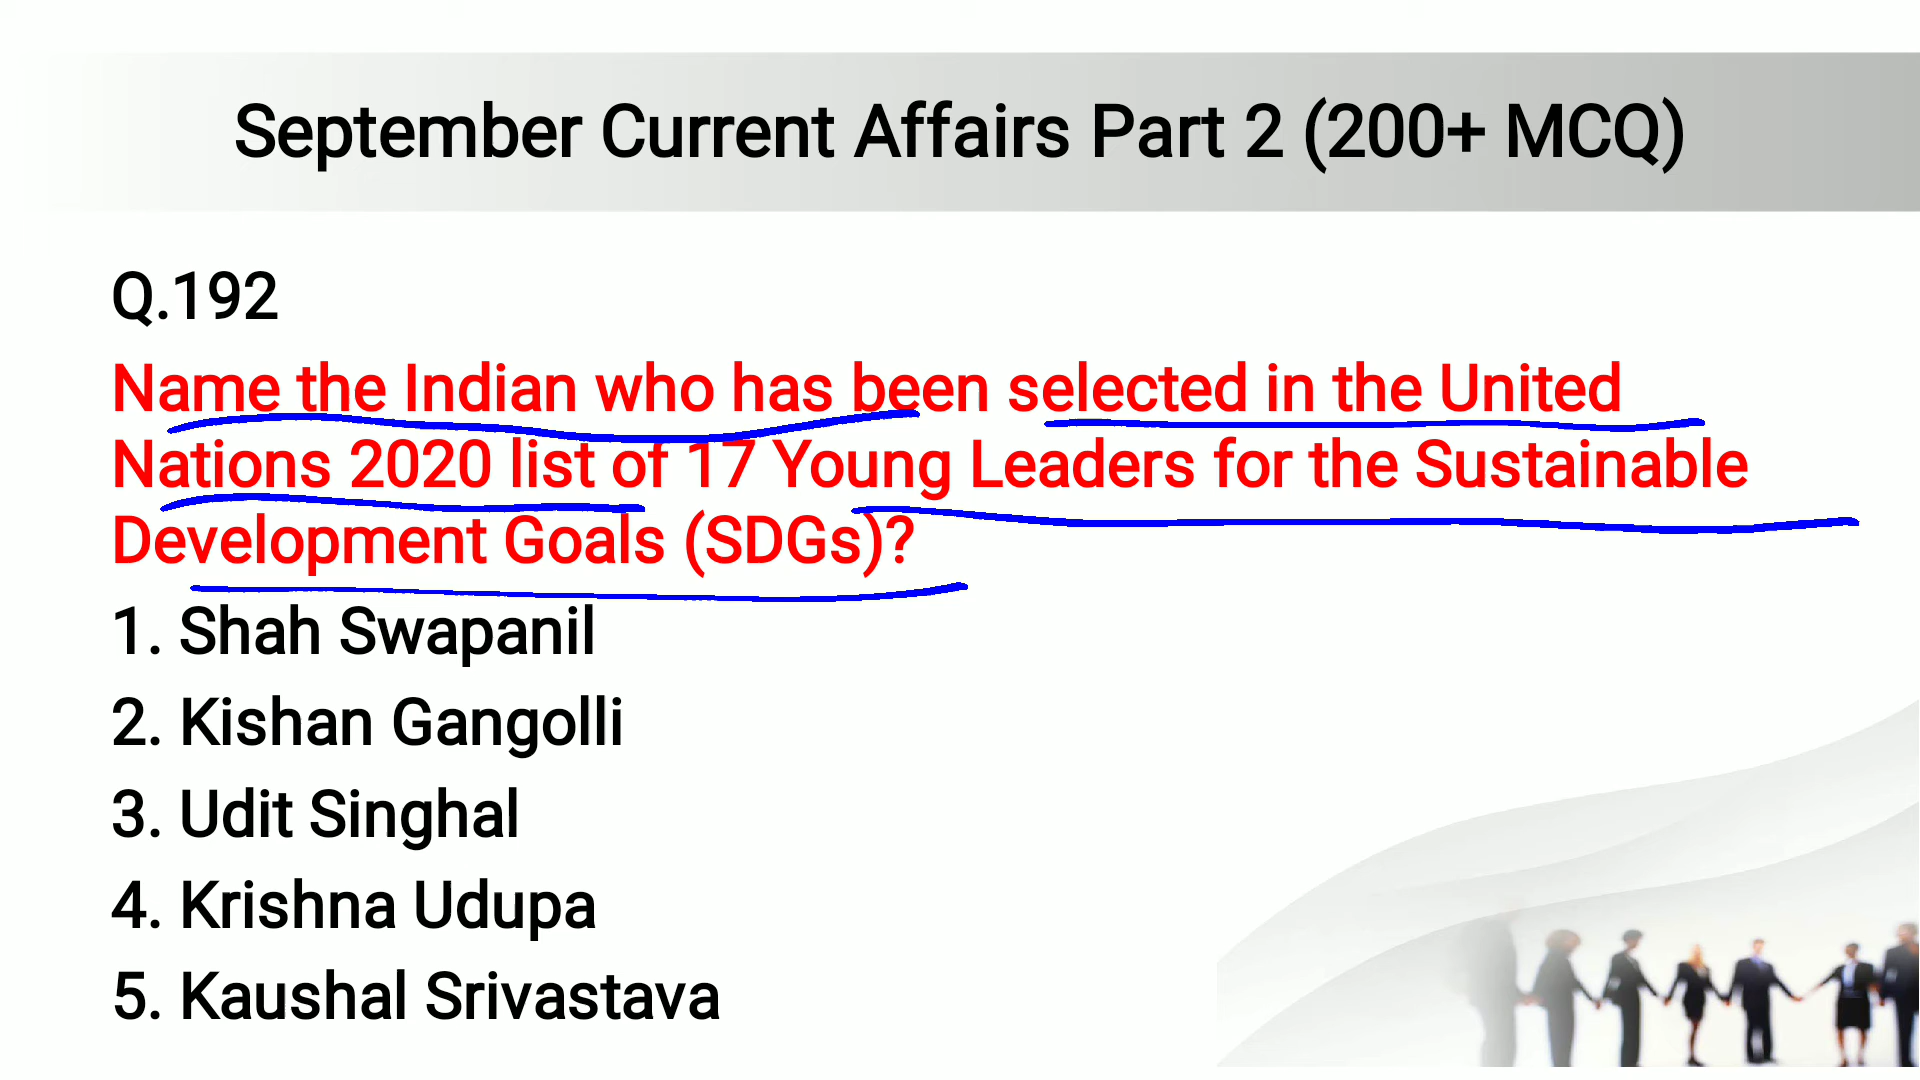 September Current Affairs Part 2 (200+ MCQ)
Q.192
Name the Indian who has been selected in the United
Nations 2020 list of 17 Young Leaders for the Sustainable
Development Goals (SDGs)?
1. Shah Swapanil
2. Kishan Gangolli
3. Udit Singhal
4. Krishna Udupa
5. Kaushal Srivastava